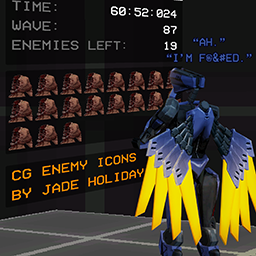 TIME: 60:52:024
WAVE: 87
ENEMIES LEFT: 19
"AH."
"I'M F@&#ED."
CG ENEMY ICONS
BY JADE HOLIDAY